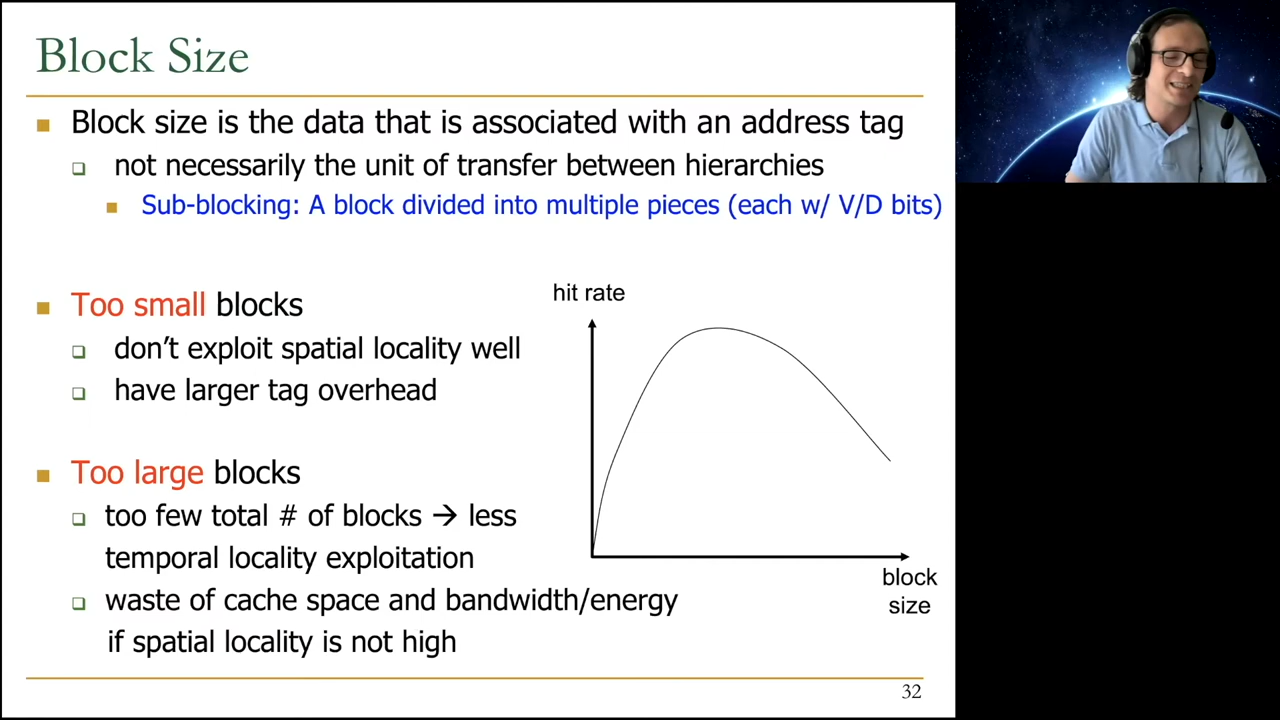 Block Size
Block size is the data that is associated with an address tag
not necessarily the unit of transfer between hierarchies
Sub-blocking: A block divided into multiple pieces (each w/ V/D bits)
Too small blocks
don't exploit spatial locality well
have larger tag overhead
Too large blocks
too few total # of blocks → less
temporal locality exploitation
waste of cache space and bandwidth/energy
if spatial locality is not high
hit rate
block
size
32